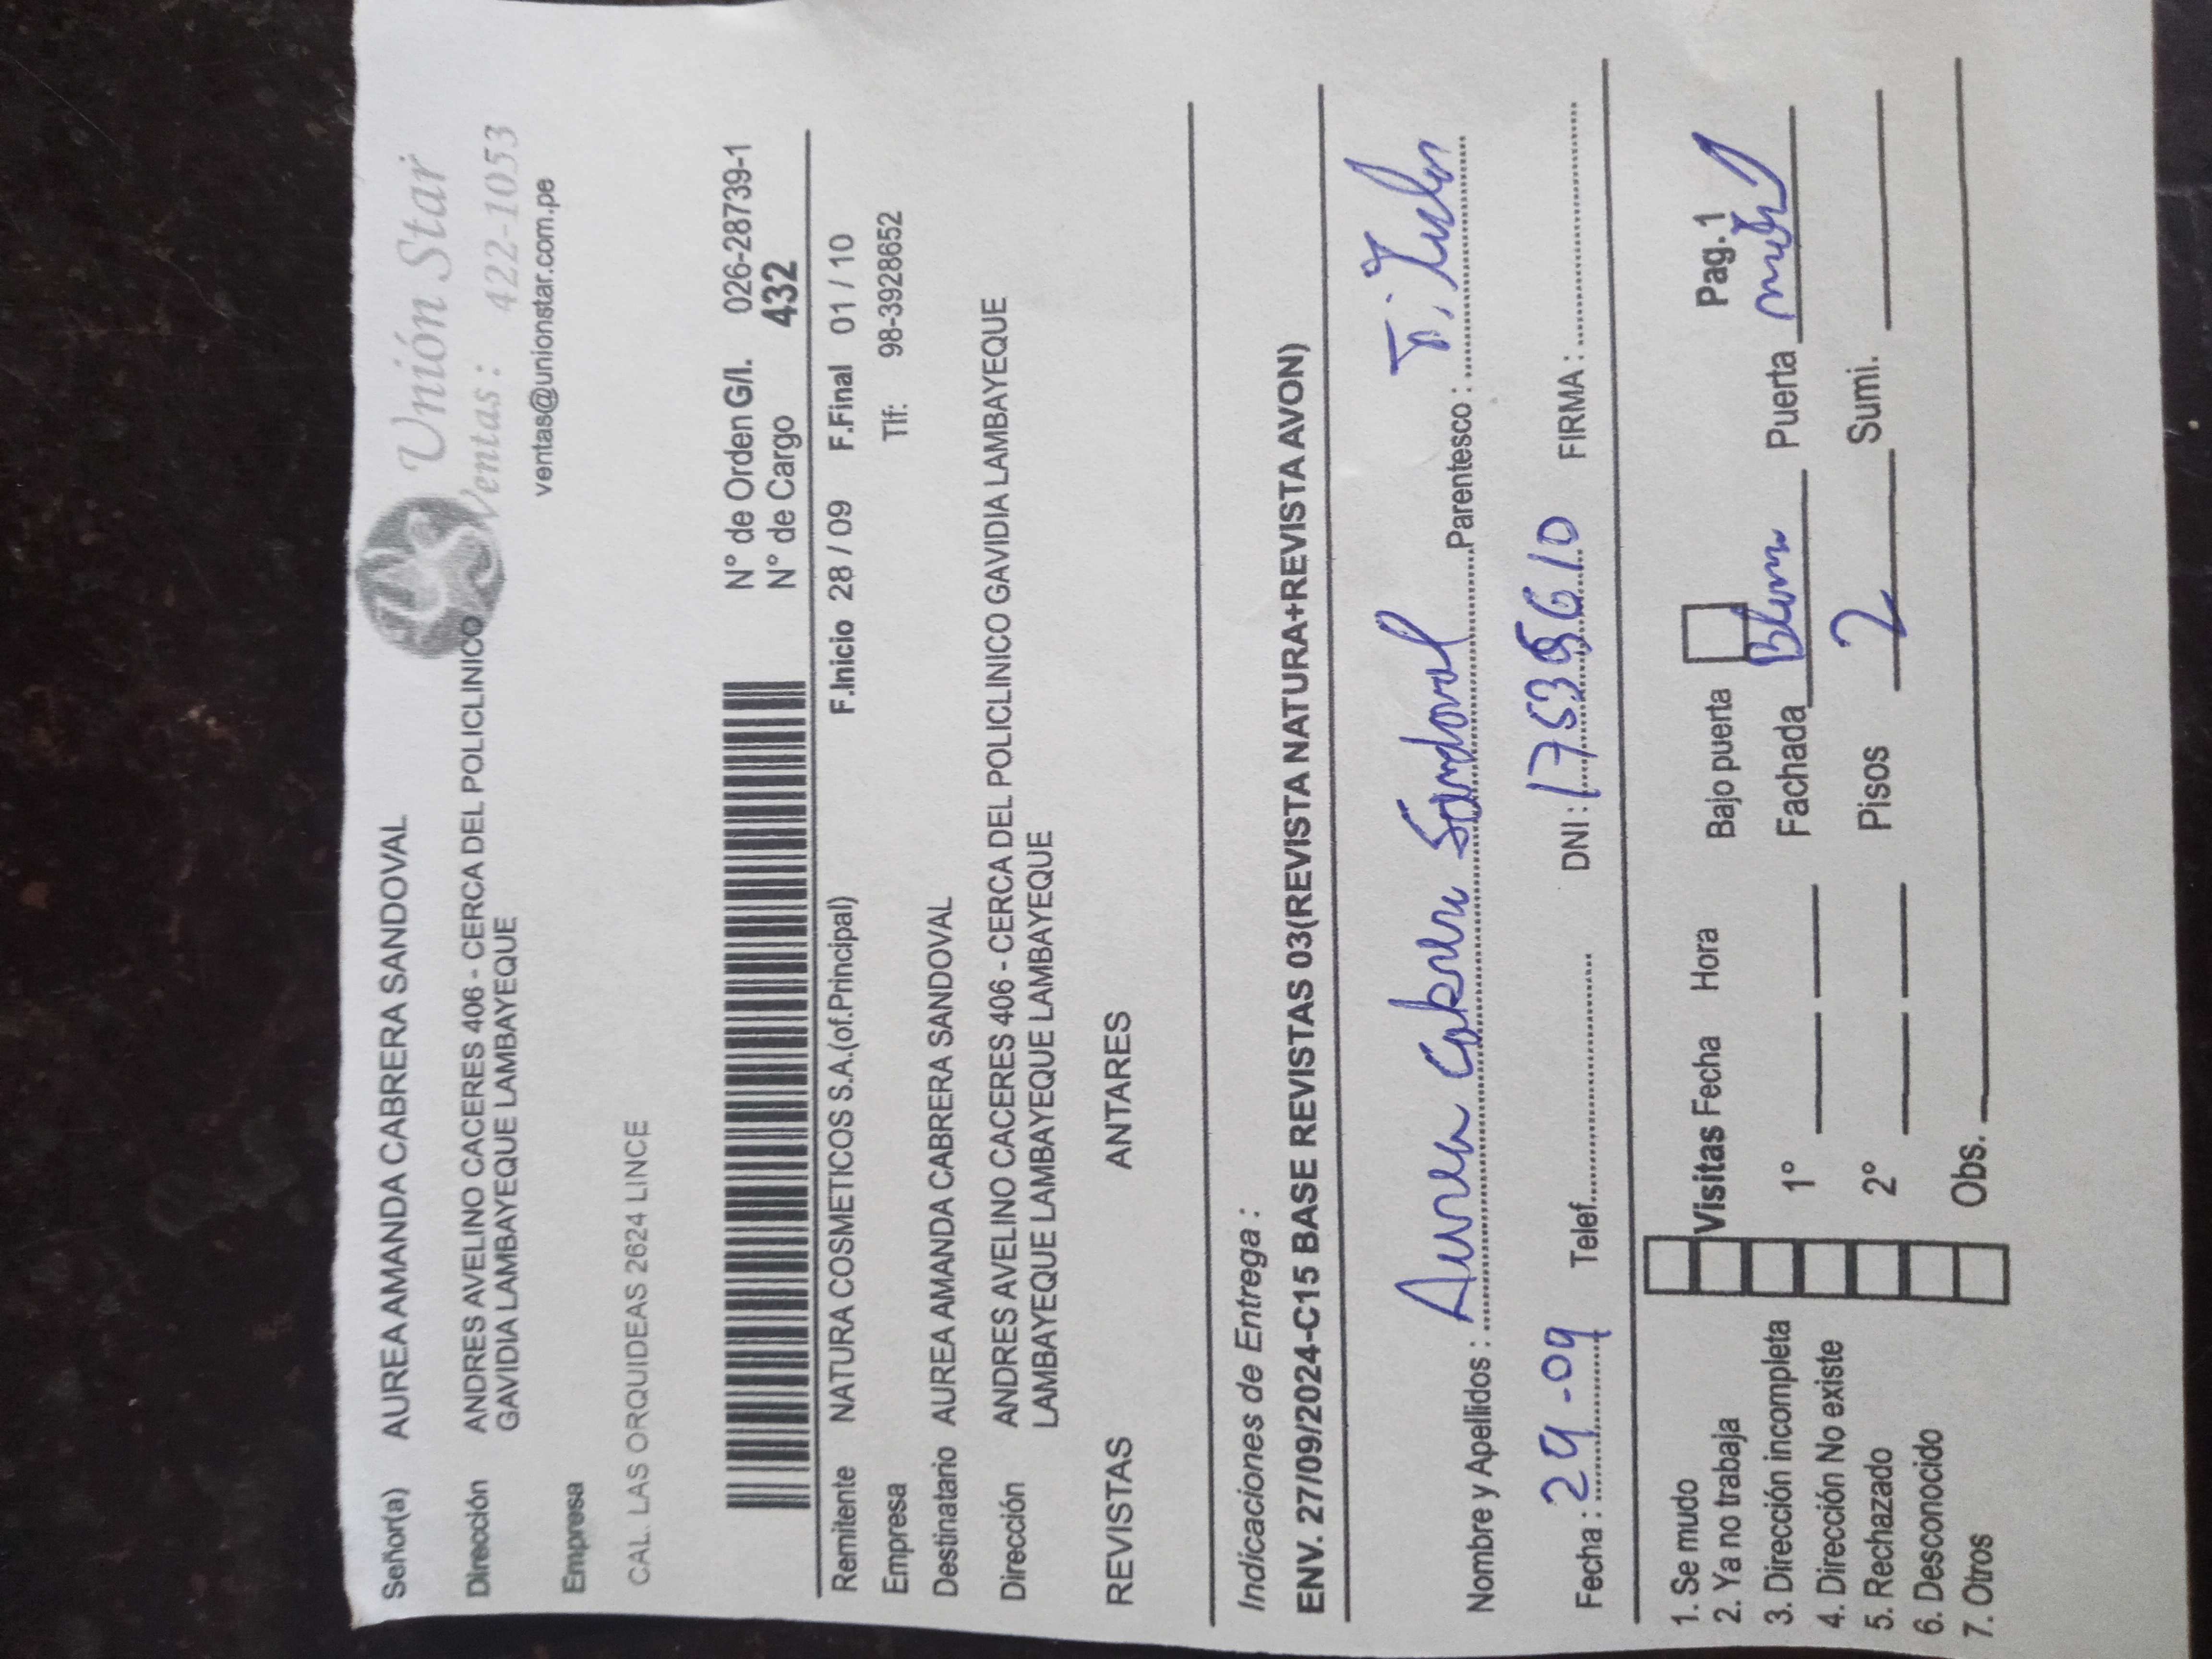 Unión Star
Ventas : 422-1053
ventas@unionstar.com.pe
Señor(a) AUREA AMANDA CABRERA SANDOVAL
Dirección ANDRES AVELINO CACERES 406 - CERCA DEL POLICLINICO
GAVIDIA LAMBAYEQUE LAMBAYEQUE
Empresa
CAL. LAS ORQUIDEAS 2624 LINCE
N° de Orden G/I. 026-28739-1
N° de Cargo 432
Remitente NATURA COSMETICOS S.A.(of.Principal) F.Inicio 28 / 09 F.Final 01 / 10
Empresa Tlf: 98-3928652
Destinatario AUREA AMANDA CABRERA SANDOVAL
Dirección ANDRES AVELINO CACERES 406 - CERCA DEL POLICLINICO GAVIDIA LAMBAYEQUE
LAMBAYEQUE LAMBAYEQUE LAMBAYEQUE
REVISTAS ANTARES
Indicaciones de Entrega :
ENV. 27/09/2024-C15 BASE REVISTAS 03(REVISTA NATURA+REVISTA AVON)
Nombre y Apellidos : Aurea Cabrera Sandoval Parentesco :
Fecha : 29-09 Telef. DNI : FIRMA :
1. Se mudo Visitas Fecha Hora Bajo puerta Pag.1
2. Ya no trabaja
3. Dirección incompleta 1° Fachada Puerta
4. Dirección No existe
5. Rechazado 2° Pisos 2 Sumi.
6. Desconocido
7. Otros Obs.